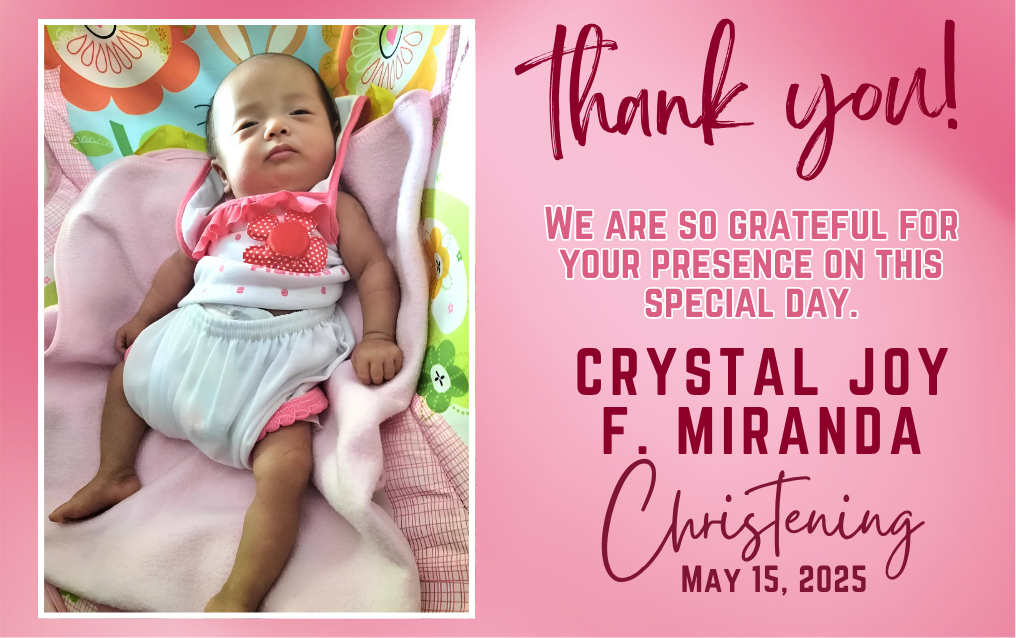 Thank you!
WE ARE SO GRATEFUL FOR
YOUR PRESENCE ON THIS
SPECIAL DAY.
CRYSTAL JOY
F. MIRANDA
Christening
MAY 15, 2025